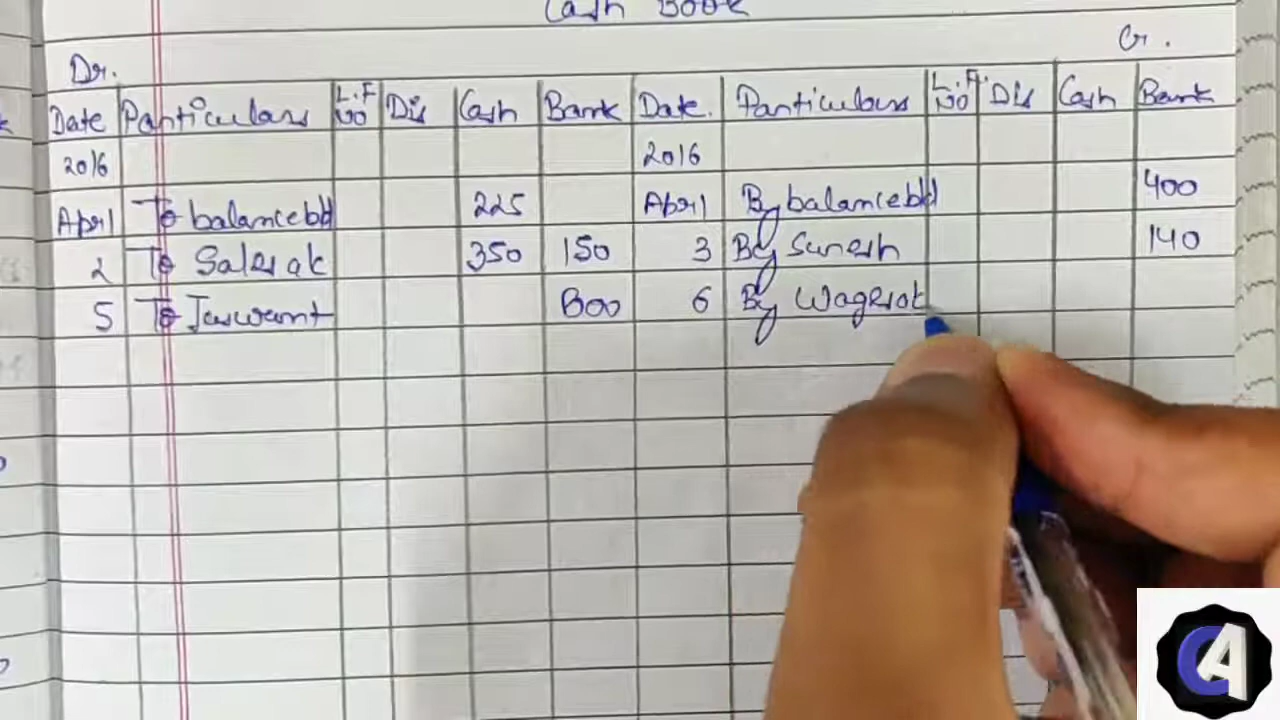 Cash Book
Dr. Cr.
Date Particulars L.F No Dis Cash Bank Date. Particulars L.F. No Dis Cash Bank
2016 2016
April To balance b/d 225 April By balance b/d 400
2 To Sales a/c 350 150 3 By Suresh 140
5 To Jaswant 800 6 By Wages a/c
CA